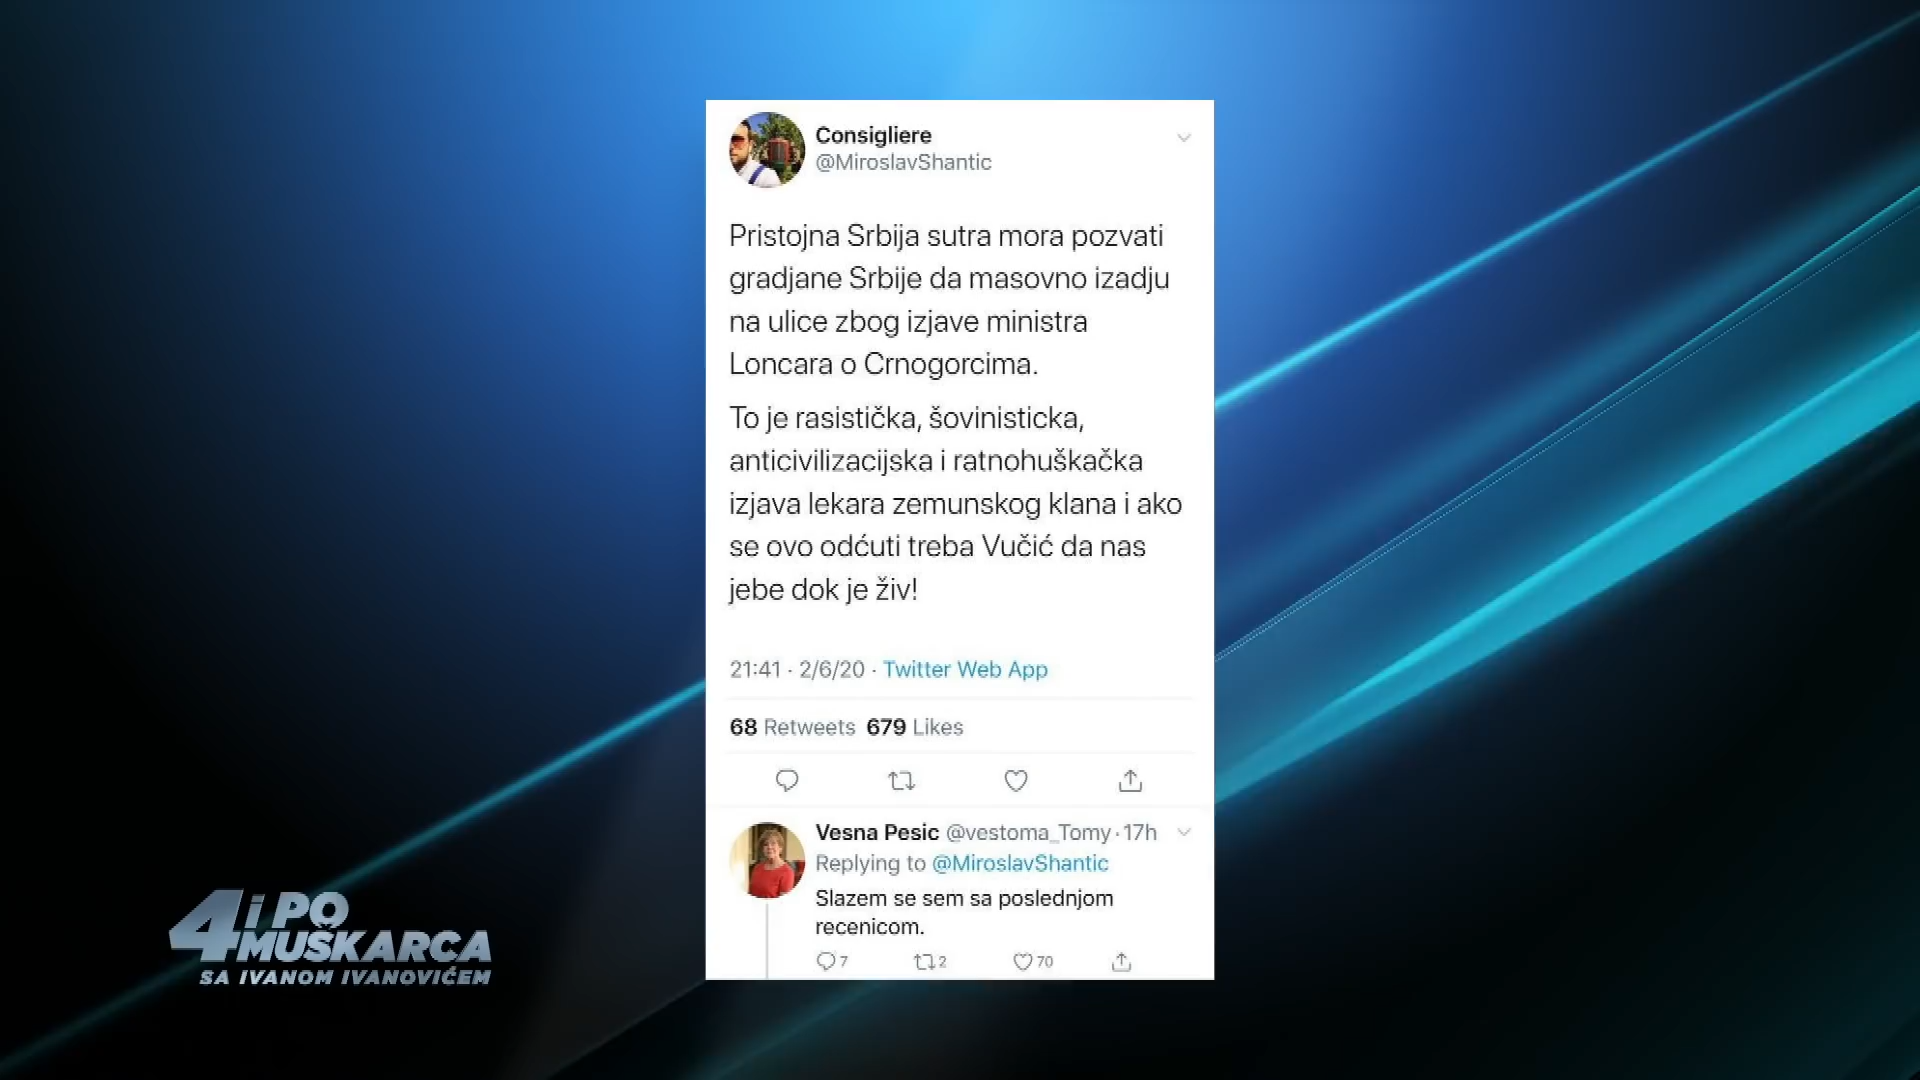 Consigliere
@MiroslavShantic
Pristojna Srbija sutra mora pozvati
gradjane Srbije da masovno izadju
na ulice zbog izjave ministra
Loncara o Crnogorcima.
To je rasistička, šovinisticka,
anticivilizacijska i ratnohuškačka
izjava lekara zemunskog klana i ako
se ovo odćuti treba Vučić da nas
jebe dok je živ!
21:41 · 2/6/20 · Twitter Web App
68 Retweets 679 Likes
Vesna Pesic @vestoma_Tomy · 17h
Replying to @MiroslavShantic
Slazem se sem sa poslednjom
recenicom.
7 2 70
4 i PO
MUŠKARCA
SA IVANOM IVANOVIĆEM